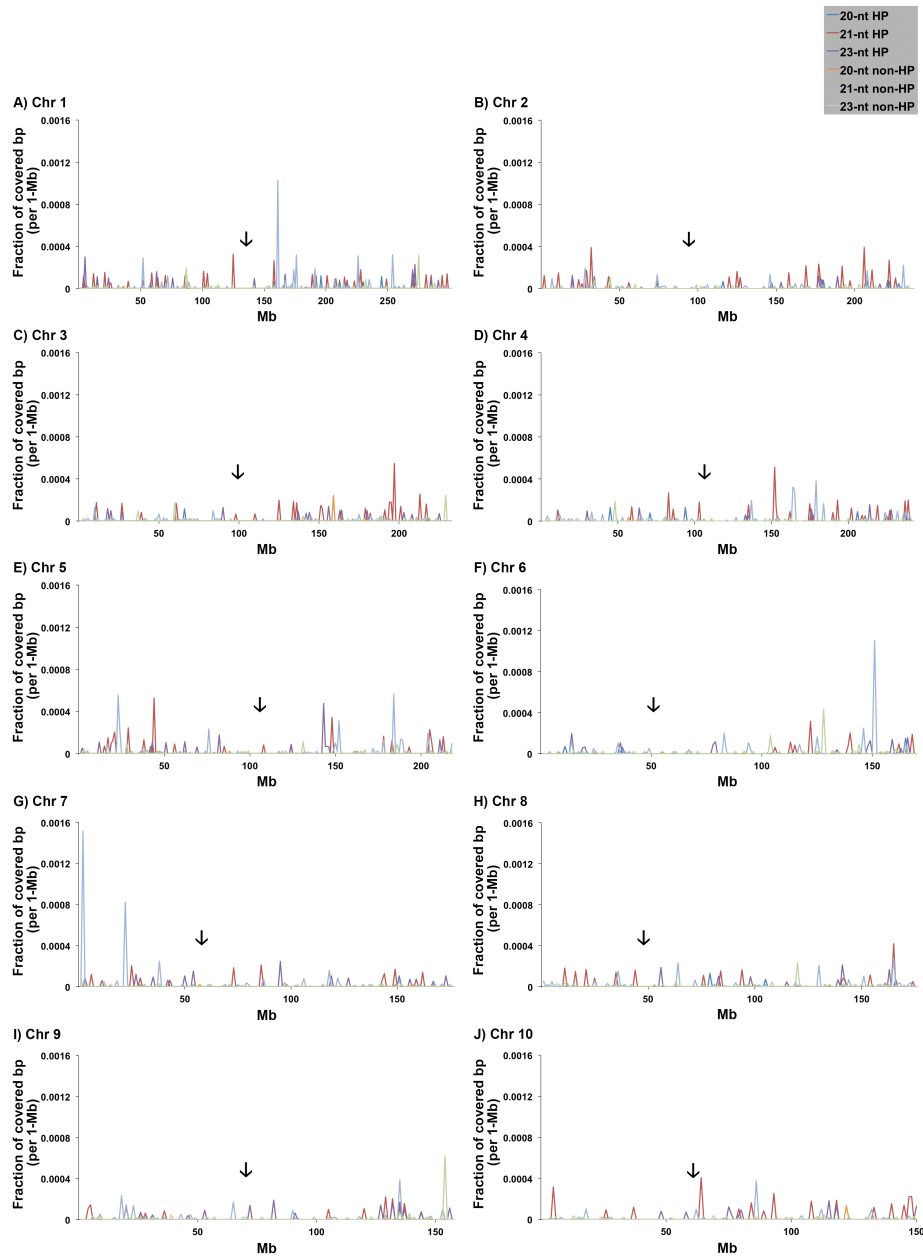 20-nt HP
21-nt HP
23-nt HP
20-nt non-HP
21-nt non-HP
23-nt non-HP
A) Chr 1
Fraction of covered bp
(per 1-Mb)
0.0016
0.0012
0.0008
0.0004
0
50
100
150
200
250
Mb
B) Chr 2
Fraction of covered bp
(per 1-Mb)
0.0016
0.0012
0.0008
0.0004
0
50
100
150
200
Mb
C) Chr 3
Fraction of covered bp
(per 1-Mb)
0.0016
0.0012
0.0008
0.0004
0
50
100
150
200
Mb
D) Chr 4
Fraction of covered bp
(per 1-Mb)
0.0016
0.0012
0.0008
0.0004
0
50
100
150
200
Mb
E) Chr 5
Fraction of covered bp
(per 1-Mb)
0.0016
0.0012
0.0008
0.0004
0
50
100
150
200
Mb
F) Chr 6
Fraction of covered bp
(per 1-Mb)
0.0016
0.0012
0.0008
0.0004
0
50
100
150
Mb
G) Chr 7
Fraction of covered bp
(per 1-Mb)
0.0016
0.0012
0.0008
0.0004
0
50
100
150
Mb
H) Chr 8
Fraction of covered bp
(per 1-Mb)
0.0016
0.0012
0.0008
0.0004
0
50
100
150
Mb
I) Chr 9
Fraction of covered bp
(per 1-Mb)
0.0016
0.0012
0.0008
0.0004
0
50
100
150
Mb
J) Chr 10
Fraction of covered bp
(per 1-Mb)
0.0016
0.0012
0.0008
0.0004
0
50
100
150
Mb